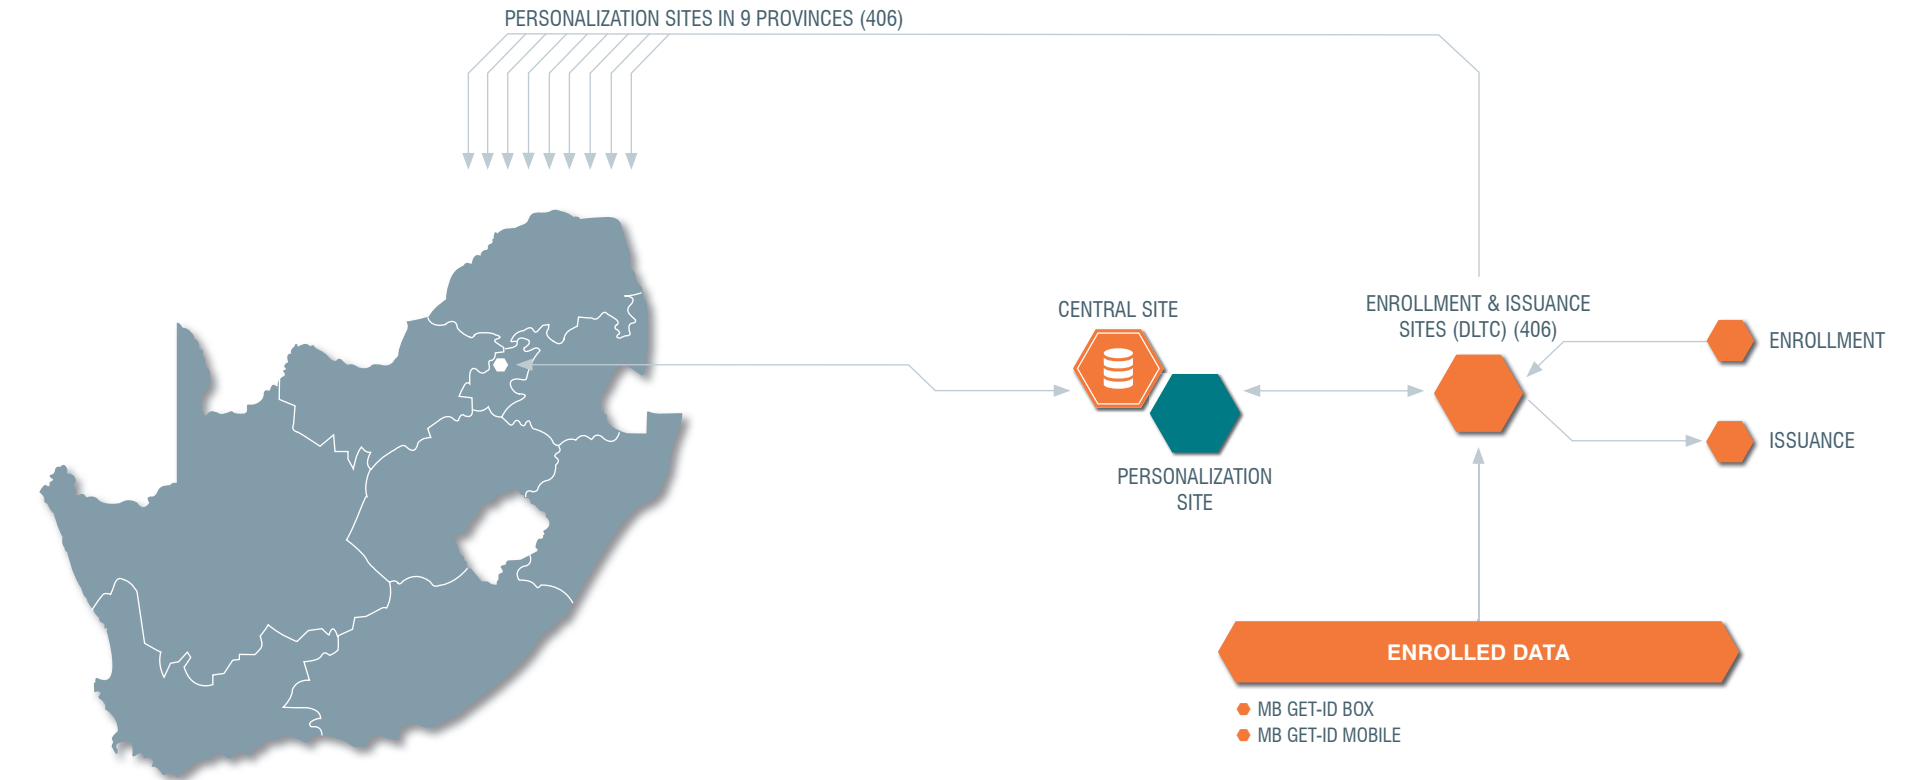 PERSONALIZATION SITES IN 9 PROVINCES (406)
CENTRAL SITE
PERSONALIZATION
SITE
ENROLLMENT & ISSUANCE
SITES (DLTC) (406)
ENROLLMENT
ISSUANCE
ENROLLED DATA
MB GET-ID BOX
MB GET-ID MOBILE